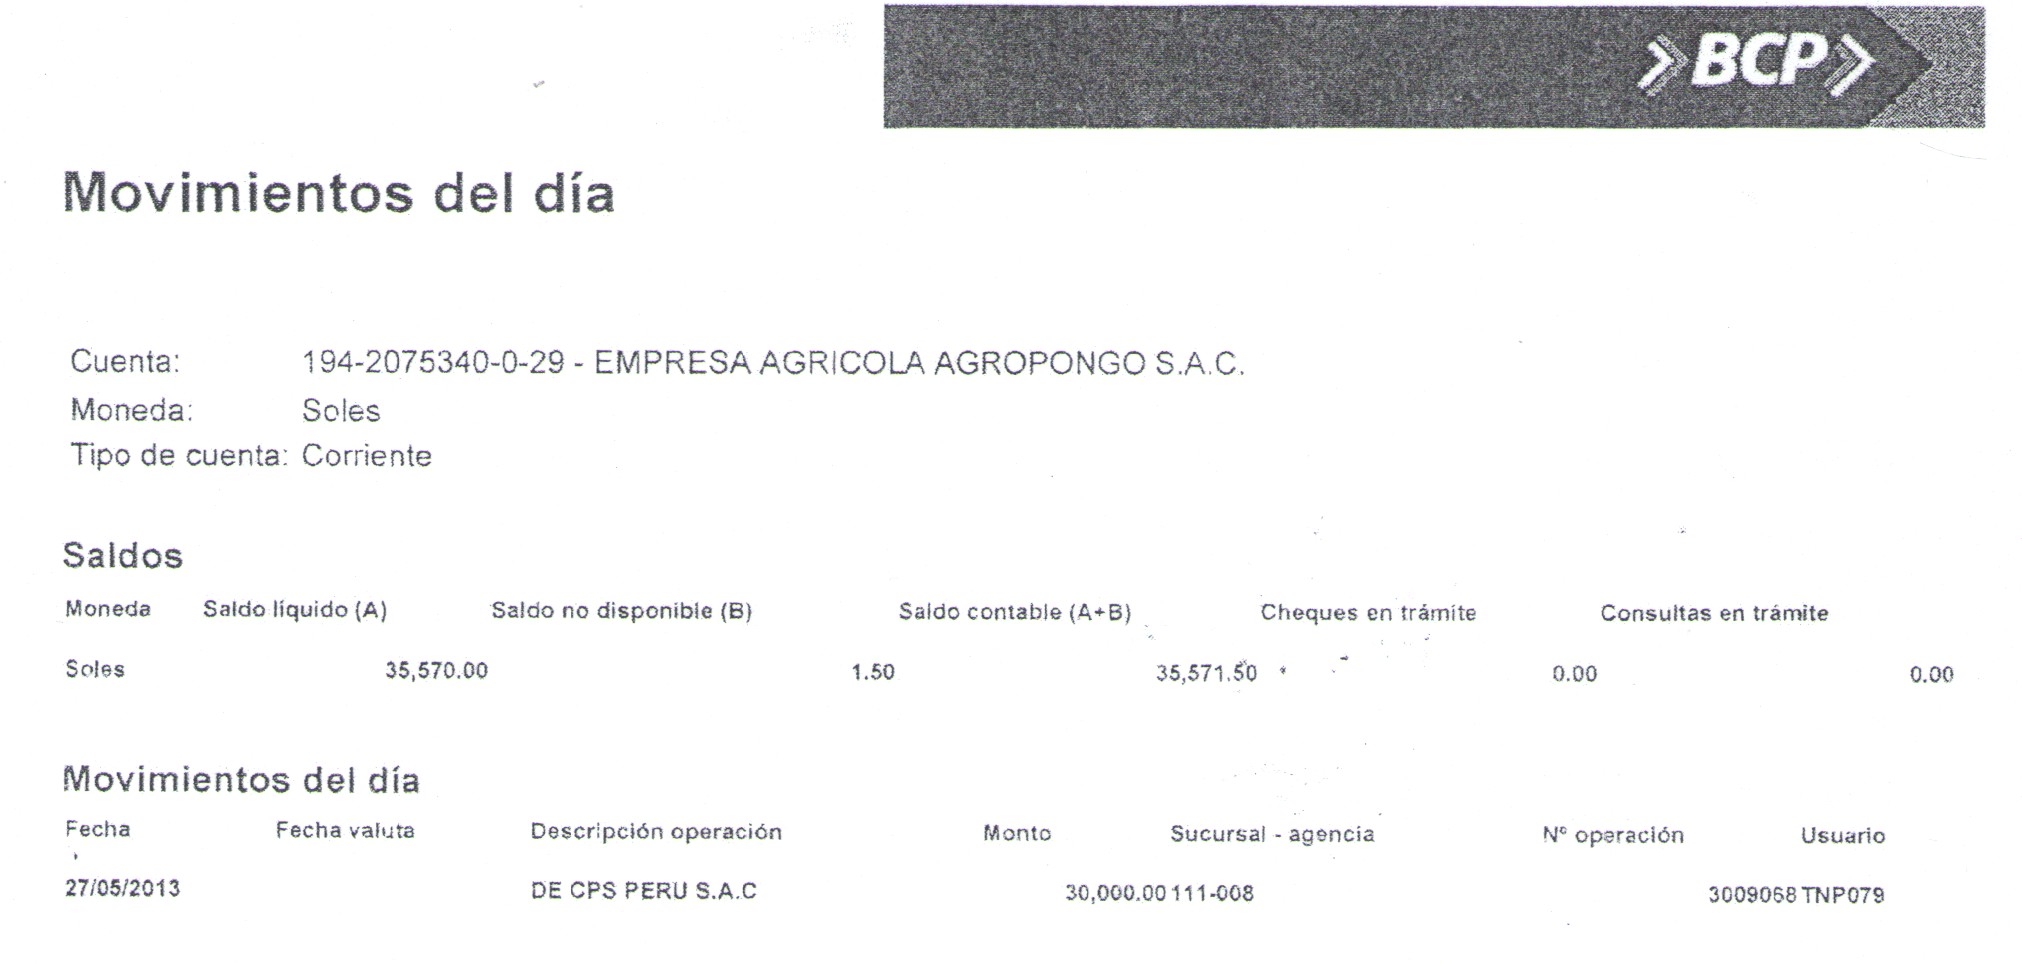 BCP
Movimientos del día
Cuenta: 194-2075340-0-29 - EMPRESA AGRICOLA AGROPONGO S.A.C.
Moneda: Soles
Tipo de cuenta: Corriente
Saldos
Moneda Saldo líquido (A) Saldo no disponible (B) Saldo contable (A+B) Cheques en trámite Consultas en trámite
Soles 35,570.00 1.50 35,571.50 0.00 0.00
Movimientos del día
Fecha Fecha valuta Descripción operación Monto Sucursal - agencia Nº operación Usuario
27/05/2013 DE CPS PERU S.A.C 30,000.00 111-008 3009068 TNP079